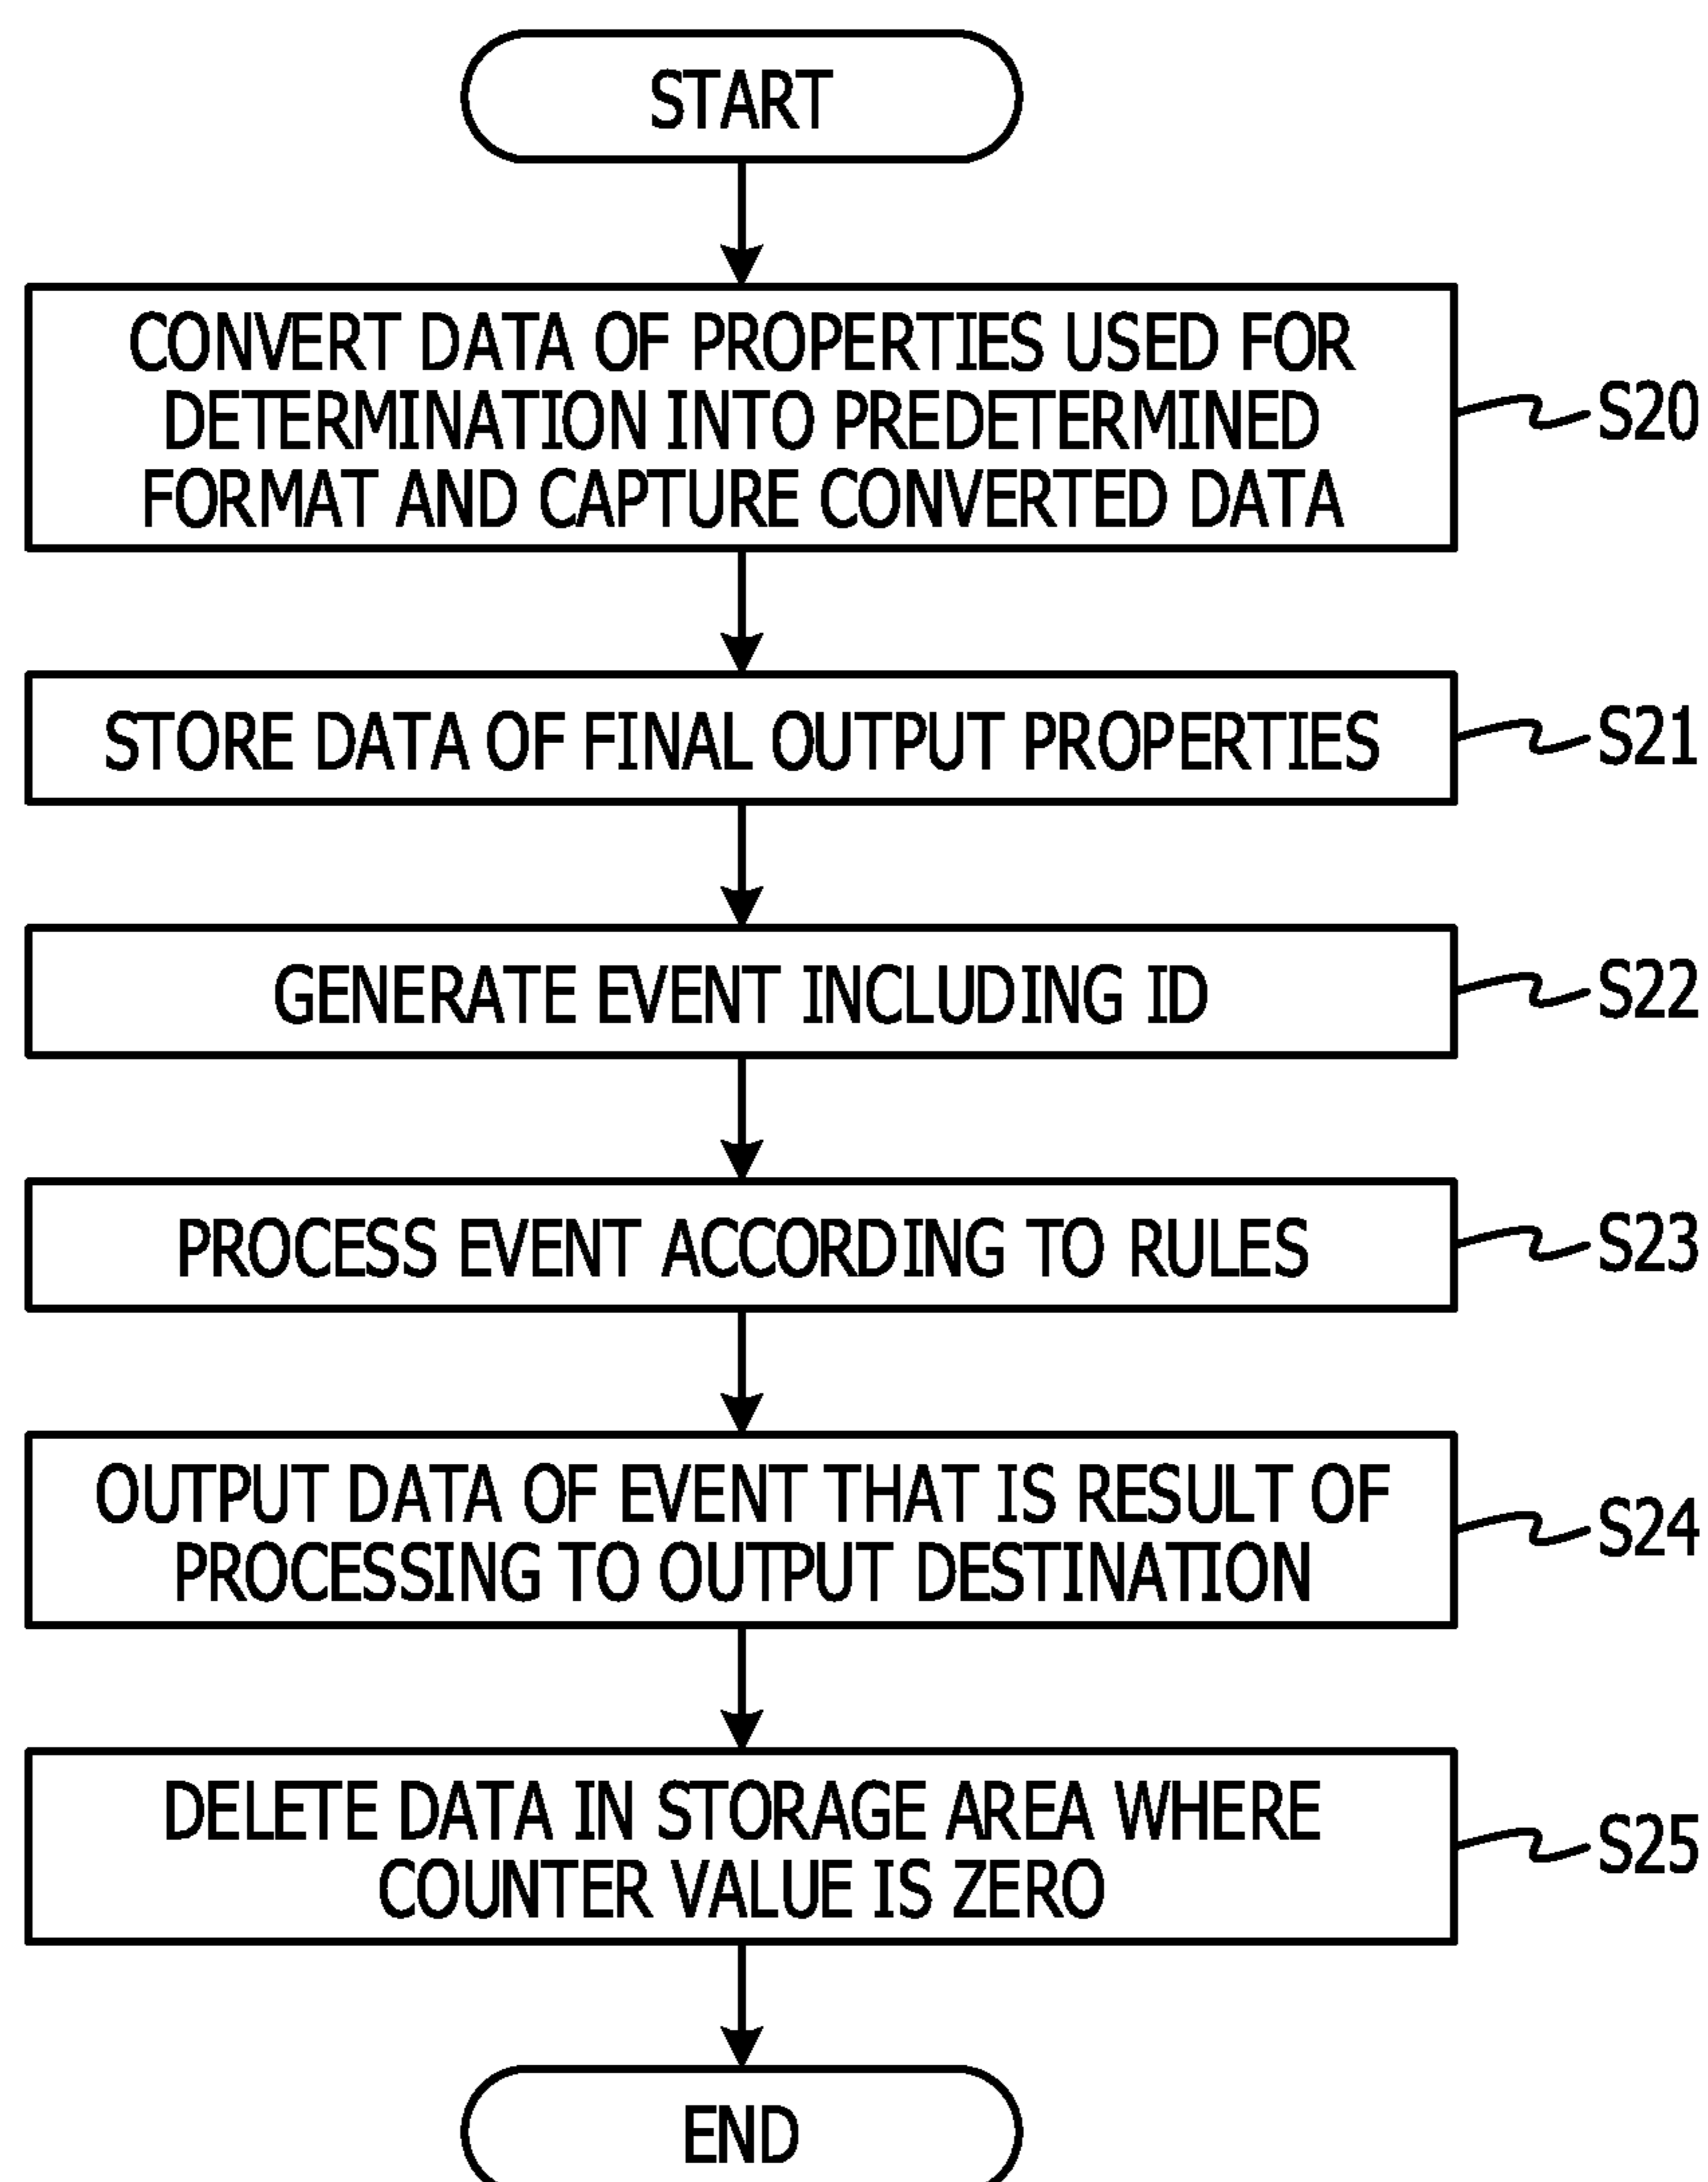 START
CONVERT DATA OF PROPERTIES USED FOR
DETERMINATION INTO PREDETERMINED
FORMAT AND CAPTURE CONVERTED DATA
S20
STORE DATA OF FINAL OUTPUT PROPERTIES
S21
GENERATE EVENT INCLUDING ID
S22
PROCESS EVENT ACCORDING TO RULES
S23
OUTPUT DATA OF EVENT THAT IS RESULT OF
PROCESSING TO OUTPUT DESTINATION
S24
DELETE DATA IN STORAGE AREA WHERE
COUNTER VALUE IS ZERO
S25
END